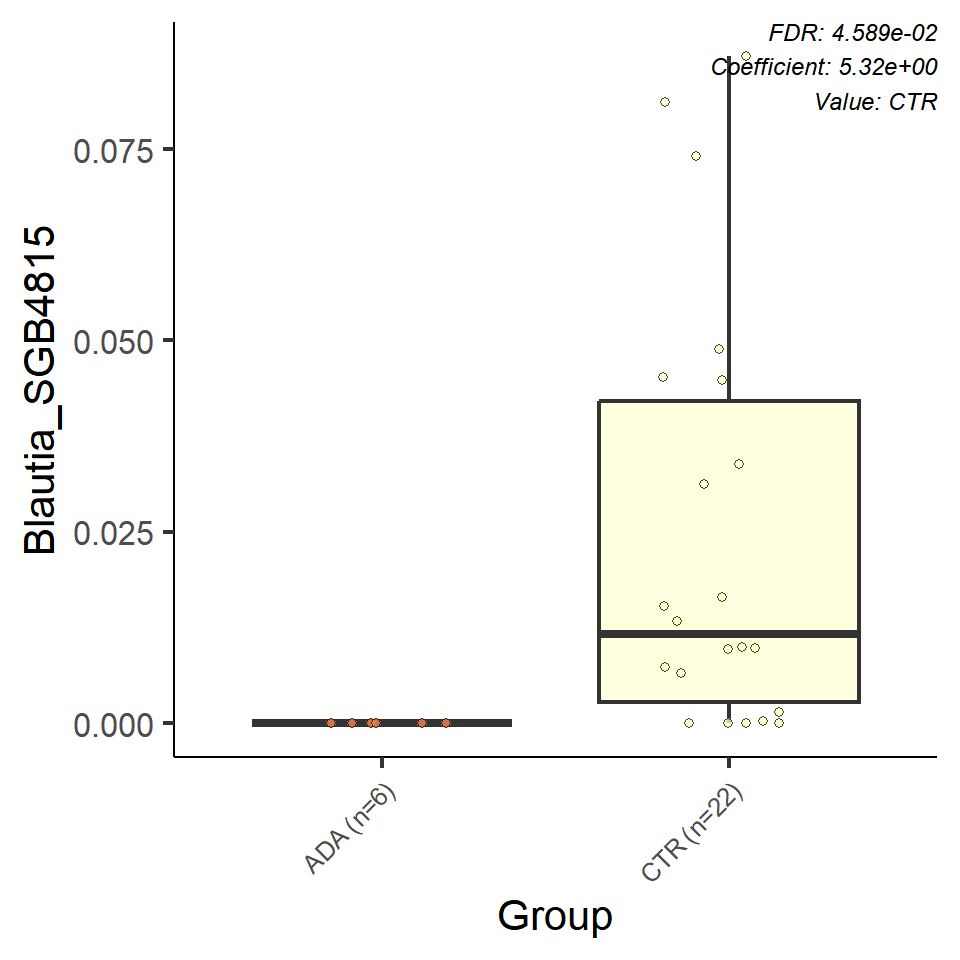 FDR: 4.589e-02
Coefficient: 5.32e+00
Value: CTR
Blautia_SGB4815
0.075
0.050
0.025
0.000
ADA (n=6)
CTR (n=22)
Group